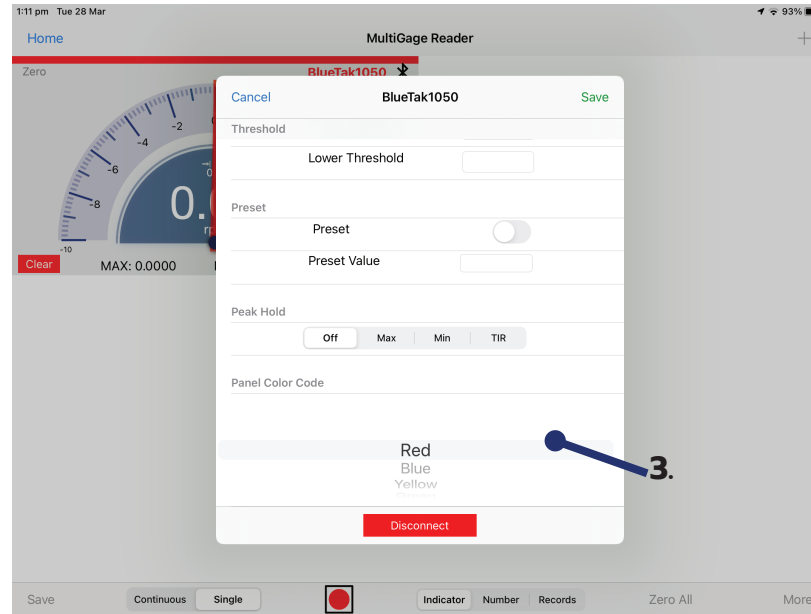 1:11 pm Tue 28 Mar 93%
Home MultiGage Reader
Zero BlueTak1050
-2
-4
-6
-8
-10
Clear MAX: 0.0000
Cancel BlueTak1050 Save
Threshold
Lower Threshold
Preset
Preset
Preset Value
Peak Hold
Off Max Min TIR
Panel Color Code
Red
Blue
Yellow
3.
Disconnect
Save Continuous Single Indicator Number Records Zero All More